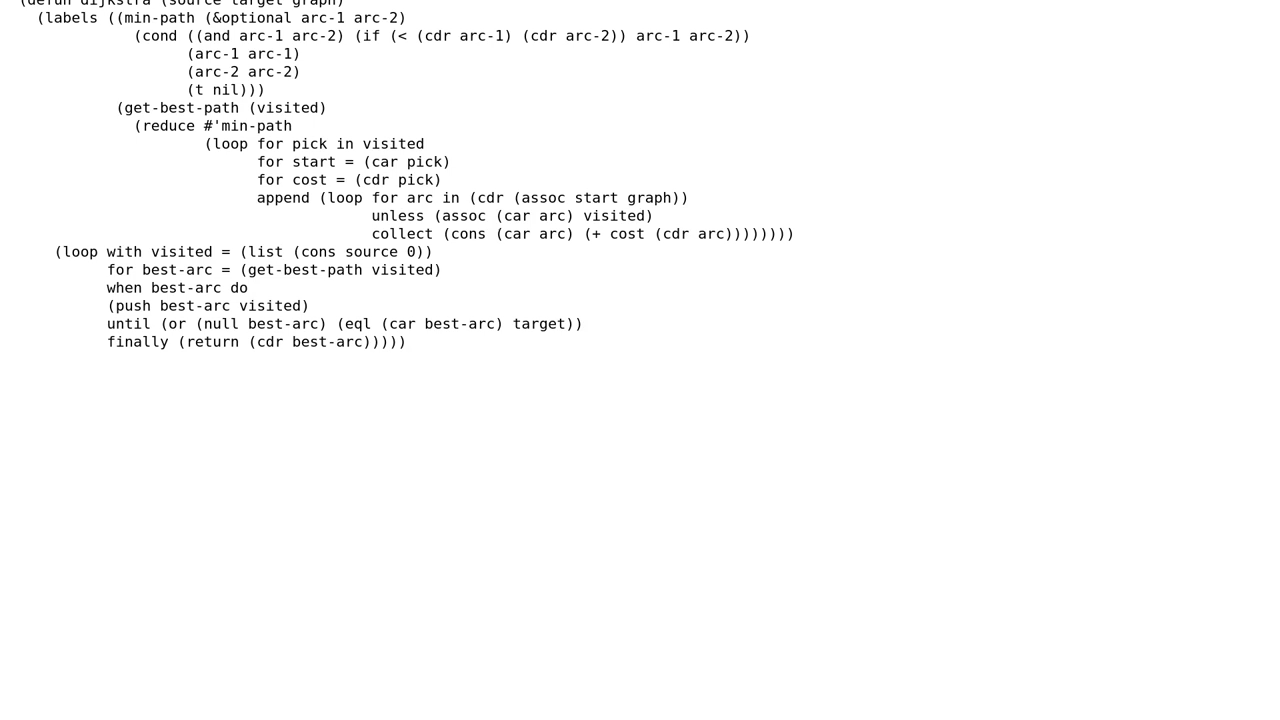 (defun dijkstra (source target graph)
  (labels ((min-path (&optional arc-1 arc-2)
             (cond ((and arc-1 arc-2) (if (< (cdr arc-1) (cdr arc-2)) arc-1 arc-2))
                   (arc-1 arc-1)
                   (arc-2 arc-2)
                   (t nil)))
           (get-best-path (visited)
             (reduce #'min-path
                     (loop for pick in visited
                           for start = (car pick)
                           for cost = (cdr pick)
                           append (loop for arc in (cdr (assoc start graph))
                                        unless (assoc (car arc) visited)
                                        collect (cons (car arc) (+ cost (cdr arc))))))))
    (loop with visited = (list (cons source 0))
          for best-arc = (get-best-path visited)
          when best-arc do
          (push best-arc visited)
          until (or (null best-arc) (eql (car best-arc) target))
          finally (return (cdr best-arc)))))